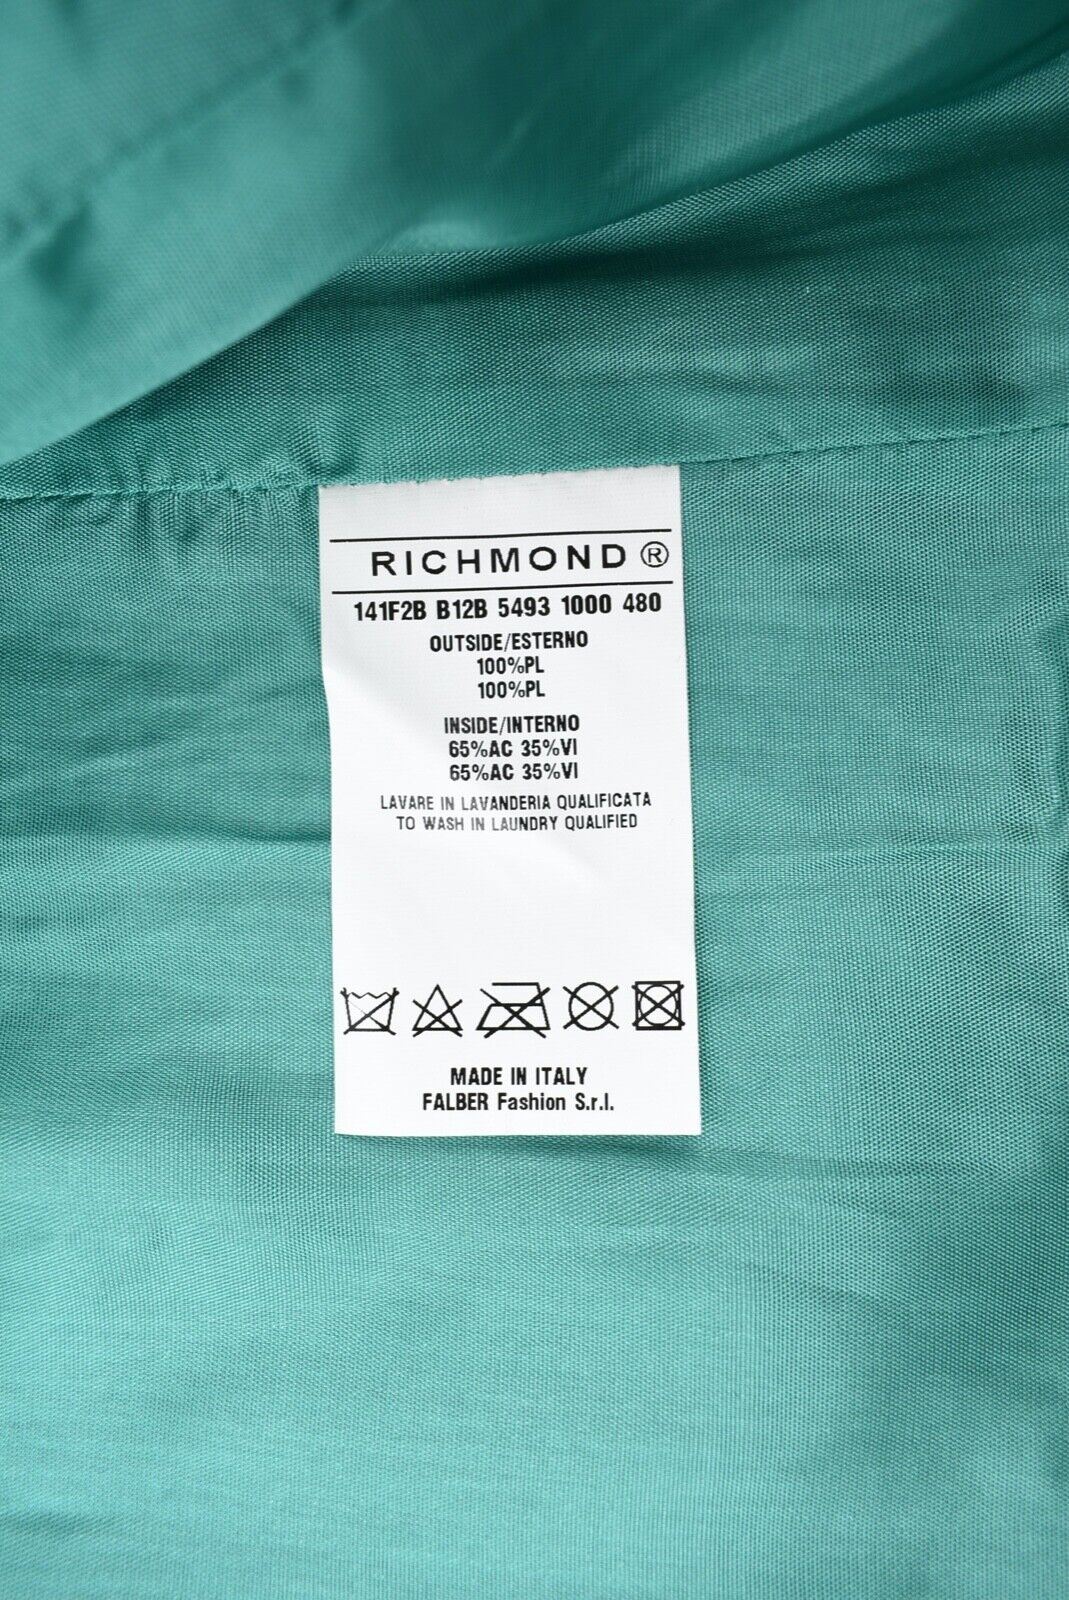 RICHMOND ®
141F2B B12B 5493 1000 480
OUTSIDE/ESTERNO
100%PL
100%PL
INSIDE/INTERNO
65%AC 35%VI
65%AC 35%VI
LAVARE IN LAVANDERIA QUALIFICATA
TO WASH IN LAUNDRY QUALIFIED
MADE IN ITALY
FALBER Fashion S.r.l.